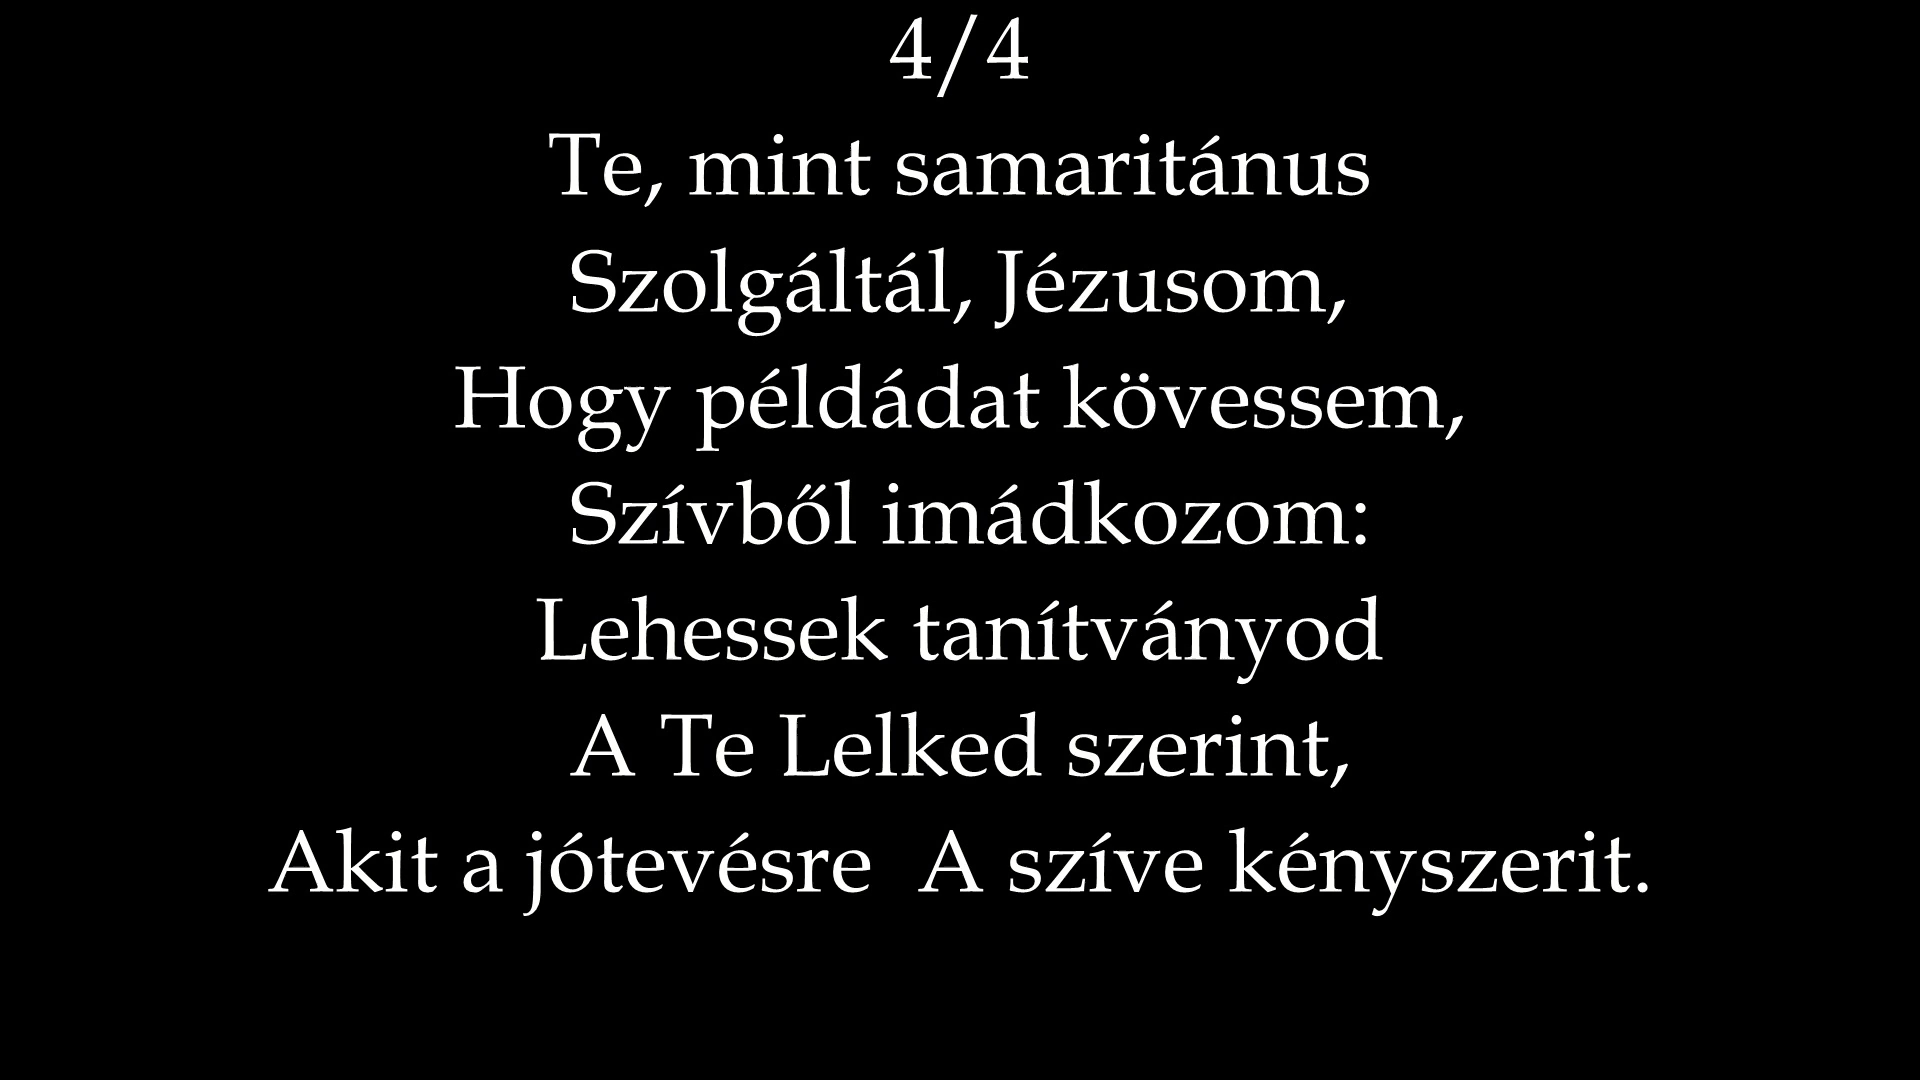 4/4
Te, mint samaritánus
Szolgáltál, Jézusom,
Hogy példádat kövessem,
Szívből imádkozom:
Lehessek tanítványod
A Te Lelked szerint,
Akit a jótevésre  A szíve kényszerit.